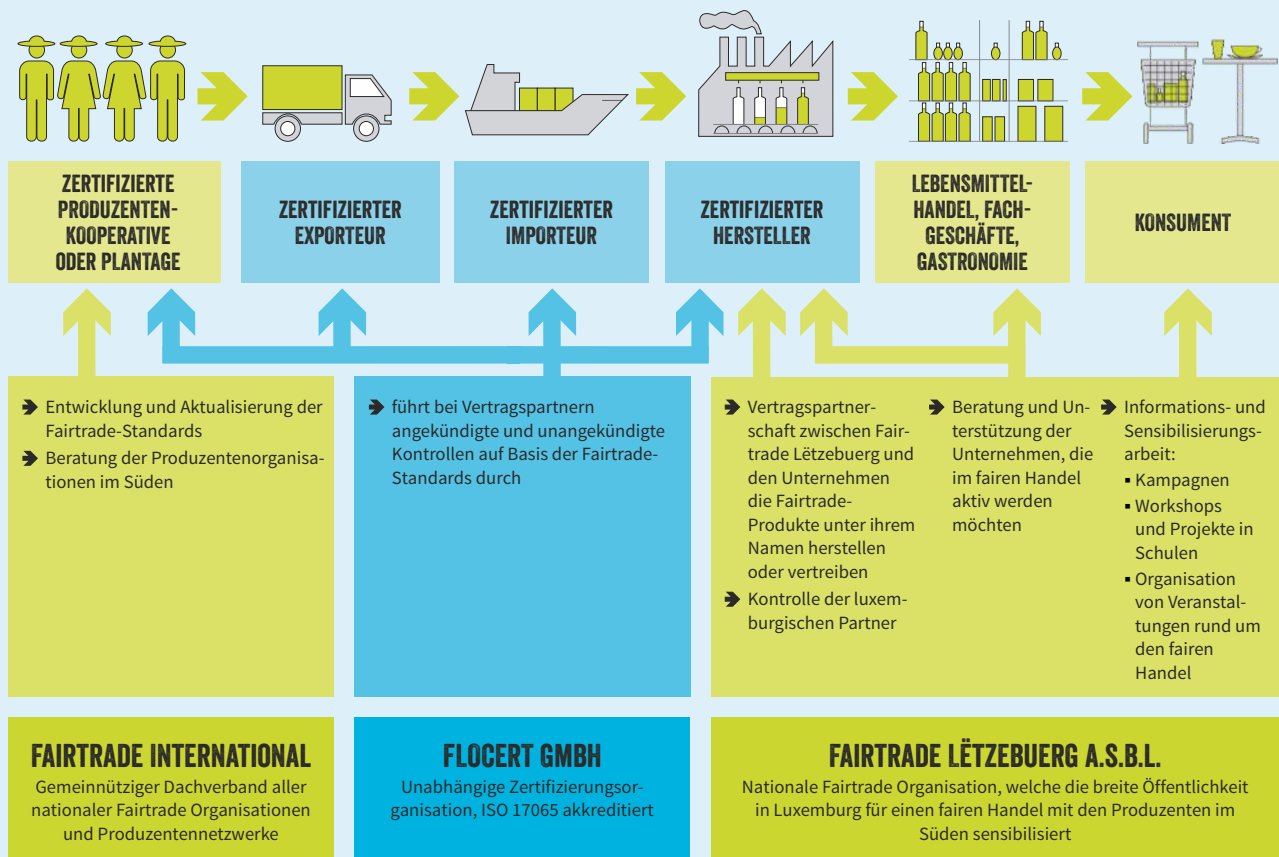 ZERTIFIZIERTE
PRODUZENTEN-
KOOPERATIVE
ODER PLANTAGE
ZERTIFIZIERTER
EXPORTEUR
ZERTIFIZIERTER
IMPORTEUR
ZERTIFIZIERTER
HERSTELLER
LEBENSMITTEL-
HANDEL, FACH-
GESCHÄFTE,
GASTRONOMIE
KONSUMENT
Entwicklung und Aktualisierung der
Fairtrade-Standards
Beratung der Produzentenorganisa-
tionen im Süden
führt bei Vertragspartnern
angekündigte und unangekündigte
Kontrollen auf Basis der Fairtrade-
Standards durch
Vertragspartner-
schaft zwischen Fair-
trade Lëtzebuerg und
den Unternehmen
die Fairtrade-
Produkte unter ihrem
Namen herstellen
oder vertreiben
Kontrolle der luxem-
burgischen Partner
Beratung und Un-
terstützung der
Unternehmen, die
im fairen Handel
aktiv werden
möchten
Informations- und
Sensibilisierungs-
arbeit:
▪ Kampagnen
▪ Workshops
und Projekte in
Schulen
▪ Organisation
von Veranstal-
tungen rund um
den fairen
Handel
FAIRTRADE INTERNATIONAL
Gemeinnütziger Dachverband aller
nationaler Fairtrade Organisationen
und Produzentennetzwerke
FLOCERT GMBH
Unabhängige Zertifizierungsor-
ganisation, ISO 17065 akkreditiert
FAIRTRADE LËTZEBUERG A.S.B.L.
Nationale Fairtrade Organisation, welche die breite Öffentlichkeit
in Luxemburg für einen fairen Handel mit den Produzenten im
Süden sensibilisiert